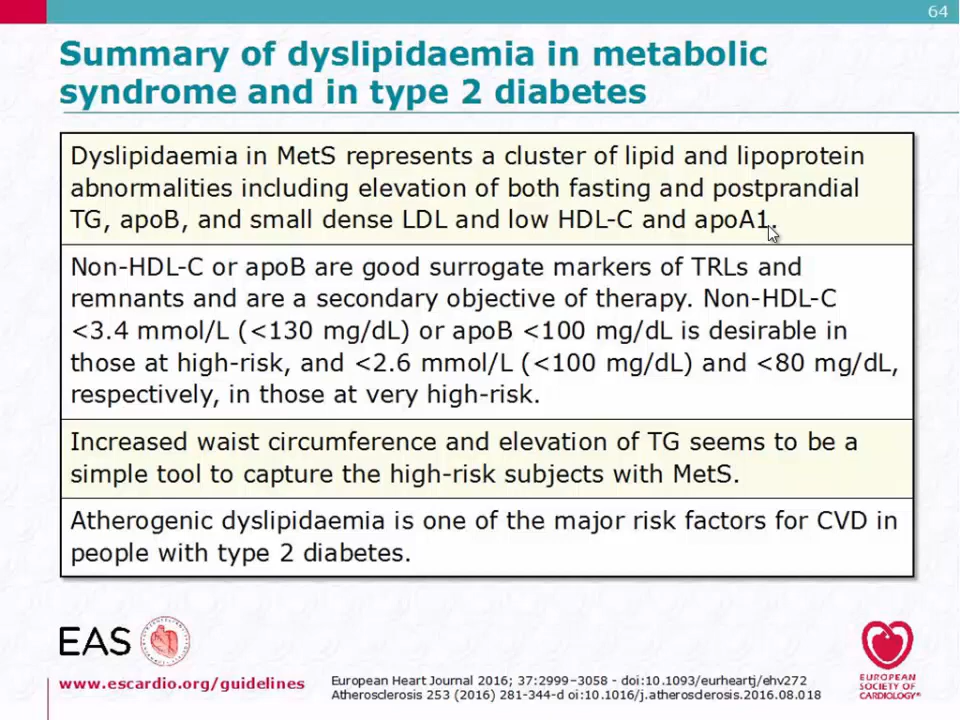 64
Summary of dyslipidaemia in metabolic
syndrome and in type 2 diabetes
Dyslipidaemia in MetS represents a cluster of lipid and lipoprotein
abnormalities including elevation of both fasting and postprandial
TG, apoB, and small dense LDL and low HDL-C and apoA1.
Non-HDL-C or apoB are good surrogate markers of TRLs and
remnants and are a secondary objective of therapy. Non-HDL-C
<3.4 mmol/L (<130 mg/dL) or apoB <100 mg/dL is desirable in
those at high-risk, and <2.6 mmol/L (<100 mg/dL) and <80 mg/dL,
respectively, in those at very high-risk.
Increased waist circumference and elevation of TG seems to be a
simple tool to capture the high-risk subjects with MetS.
Atherogenic dyslipidaemia is one of the major risk factors for CVD in
people with type 2 diabetes.
EAS
www.escardio.org/guidelines
European Heart Journal 2016; 37:2999–3058 - doi:10.1093/eurheartj/ehv272
Atherosclerosis 253 (2016) 281-344-d oi:10.1016/j.atherosclerosis.2016.08.018
EUROPEAN
SOCIETY OF
CARDIOLOGY®